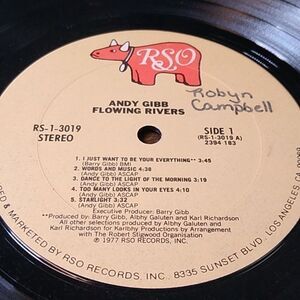 RSO
Robyn
Campbell
ANDY GIBB
FLOWING RIVERS
RS-1-3019
STEREO
SIDE 1
(RS-1-3019 A)
2394 183
1. I JUST WANT TO BE YOUR EVERYTHING** 3:45
(Barry Gibb) BMI
2. WORDS AND MUSIC 4:38
(Andy Gibb) ASCAP
3. DANCE TO THE LIGHT OF THE MORNING 3:19
(Andy Gibb) ASCAP
4. TOO MANY LOOKS IN YOUR EYES 4:10
(Andy Gibb) ASCAP
5. STARLIGHT 3:32
(Andy Gibb) ASCAP
Executive Producer: Barry Gibb
**Produced by: Barry Gibb, Albhy Galuten and Karl Richardson
All other selections produced by Albhy Galuten and
Karl Richardson for Karlbhy Productions by Arrangement
with The Robert Stigwood Organisation
℗ 1977 RSO RECORDS, INC.
& MARKETED BY RSO RECORDS, INC., 8335 SUNSET BLVD., LOS ANGELES, CAL